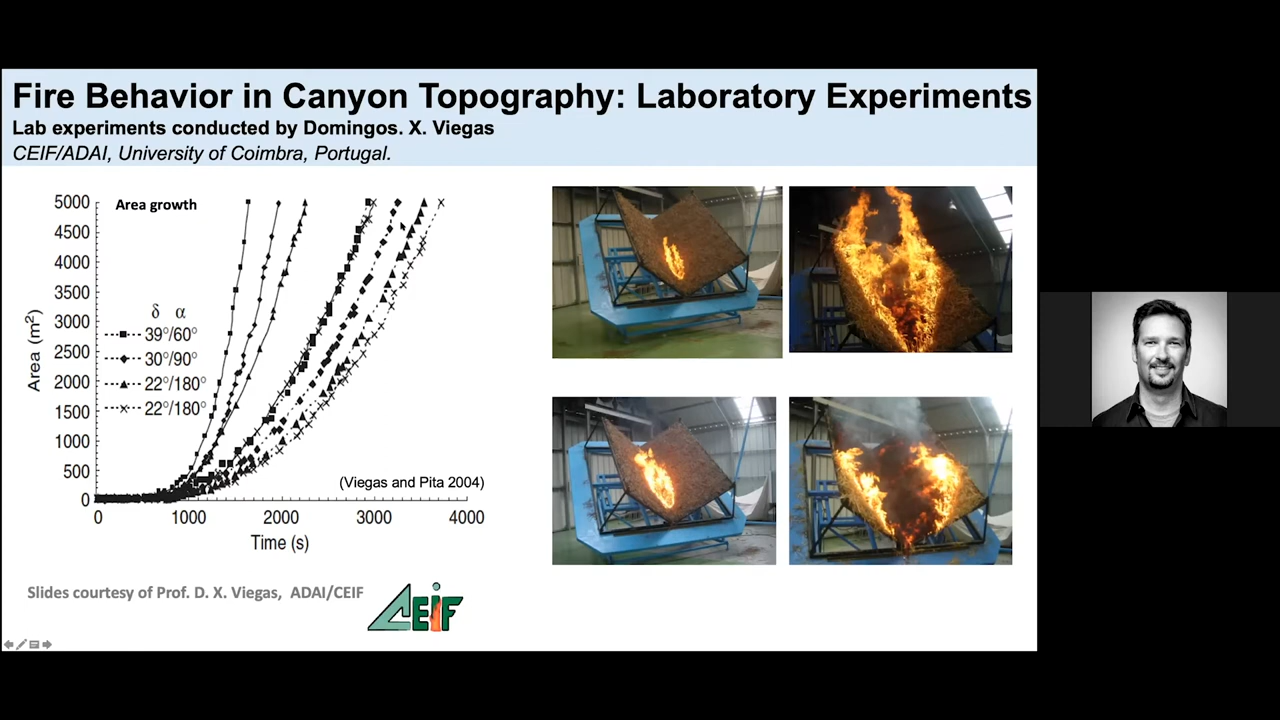 Fire Behavior in Canyon Topography: Laboratory Experiments
Lab experiments conducted by Domingos. X. Viegas
CEIF/ADAI, University of Coimbra, Portugal.
Area growth
5000
4500
4000
3500
3000
2500
2000
1500
1000
500
0
Area (m²)
δ α
39°/60°
30°/90°
22°/180°
22°/180°
(Viegas and Pita 2004)
0 1000 2000 3000 4000
Time (s)
Slides courtesy of Prof. D. X. Viegas, ADAI/CEIF
CEIF